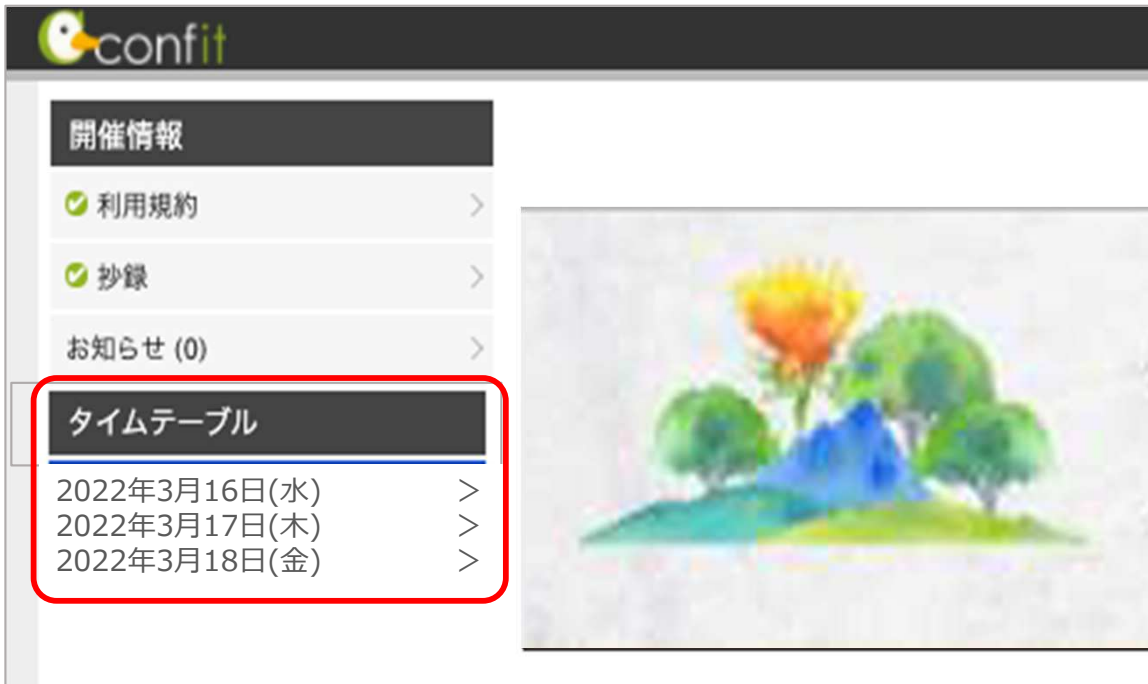 confit
開催情報
利用規約
抄録
お知らせ (0)
タイムテーブル
2022年3月16日(水) >
2022年3月17日(木) >
2022年3月18日(金) >